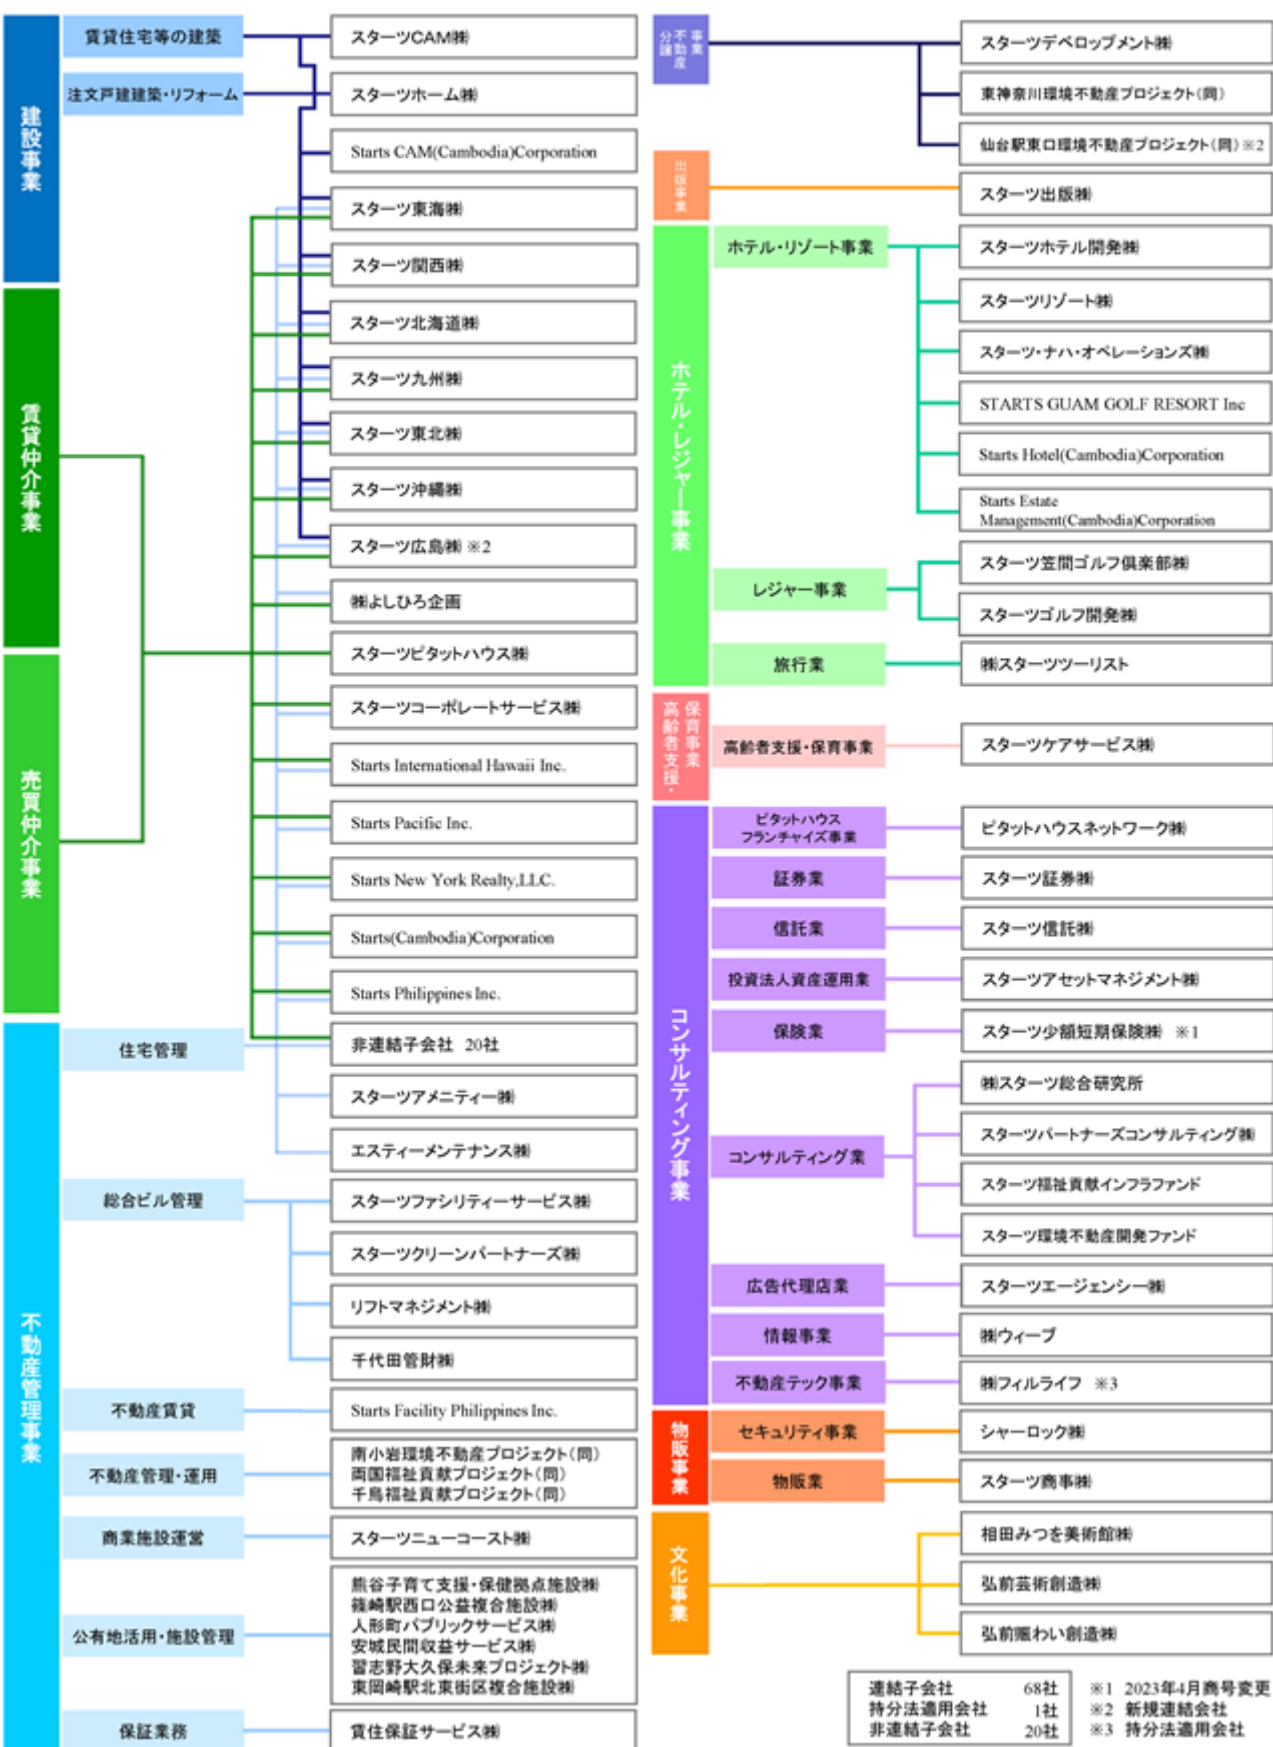 建設事業
賃貸住宅等の建築
注文戸建建築・リフォーム
賃貸仲介事業
売買仲介事業
スターツCAM㈱
スターツホーム㈱
Starts CAM(Cambodia)Corporation
スターツ東海㈱
スターツ関西㈱
スターツ北海道㈱
スターツ九州㈱
スターツ東北㈱
スターツ沖縄㈱
スターツ広島㈱ ※2
㈱よしひろ企画
スターツピタットハウス㈱
スターツコーポレートサービス㈱
Starts International Hawaii Inc.
Starts Pacific Inc.
Starts New York Realty,LLC.
Starts(Cambodia)Corporation
Starts Philippines Inc.
非連結子会社 20社
スターツアメニティー㈱
エスティーメンテナンス㈱
不動産管理事業
住宅管理
総合ビル管理
スターツファシリティーサービス㈱
スターツクリーンパートナーズ㈱
リフトマネジメント㈱
千代田管財㈱
不動産賃貸
Starts Facility Philippines Inc.
不動産管理・運用
南小岩環境不動産プロジェクト(同)
両国福祉貢献プロジェクト(同)
千鳥福祉貢献プロジェクト(同)
商業施設運営
スターツニューコースト㈱
公有地活用・施設管理
熊谷子育て支援・保健拠点施設㈱
篠崎駅西口公益複合施設㈱
人形町パブリックサービス㈱
安城民間収益サービス㈱
習志野大久保未来プロジェクト㈱
東岡崎駅北東街区複合施設㈱
保証業務
賃住保証サービス㈱
事業
不動産
分譲
スターツデベロップメント㈱
東神奈川環境不動産プロジェクト(同)
仙台駅東口環境不動産プロジェクト(同)※2
出版事業
スターツ出版㈱
ホテル・レジャー事業
ホテル・リゾート事業
スターツホテル開発㈱
スターツリゾート㈱
スターツ・ナハ・オペレーションズ㈱
STARTS GUAM GOLF RESORT Inc
Starts Hotel(Cambodia)Corporation
Starts Estate
Management(Cambodia)Corporation
レジャー事業
スターツ笠間ゴルフ倶楽部㈱
スターツゴルフ開発㈱
旅行業
㈱スターツツーリスト
高齢者支援・
保育事業
高齢者支援・保育事業
スターツケアサービス㈱
コンサルティング事業
ピタットハウス
フランチャイズ事業
ピタットハウスネットワーク㈱
証券業
スターツ証券㈱
信託業
スターツ信託㈱
投資法人資産運用業
スターツアセットマネジメント㈱
保険業
スターツ少額短期保険㈱ ※1
コンサルティング業
㈱スターツ総合研究所
スターツパートナーズコンサルティング㈱
スターツ福祉貢献インフラファンド
スターツ環境不動産開発ファンド
広告代理店業
スターツエージェンシー㈱
情報事業
㈱ウィーブ
不動産テック事業
㈱フィルライフ ※3
物販事業
セキュリティ事業
シャーロック㈱
物販業
スターツ商事㈱
文化事業
相田みつを美術館㈱
弘前芸術創造㈱
弘前賑わい創造㈱
連結子会社 68社
持分法適用会社 1社
非連結子会社 20社
※1 2023年4月商号変更
※2 新規連結会社
※3 持分法適用会社